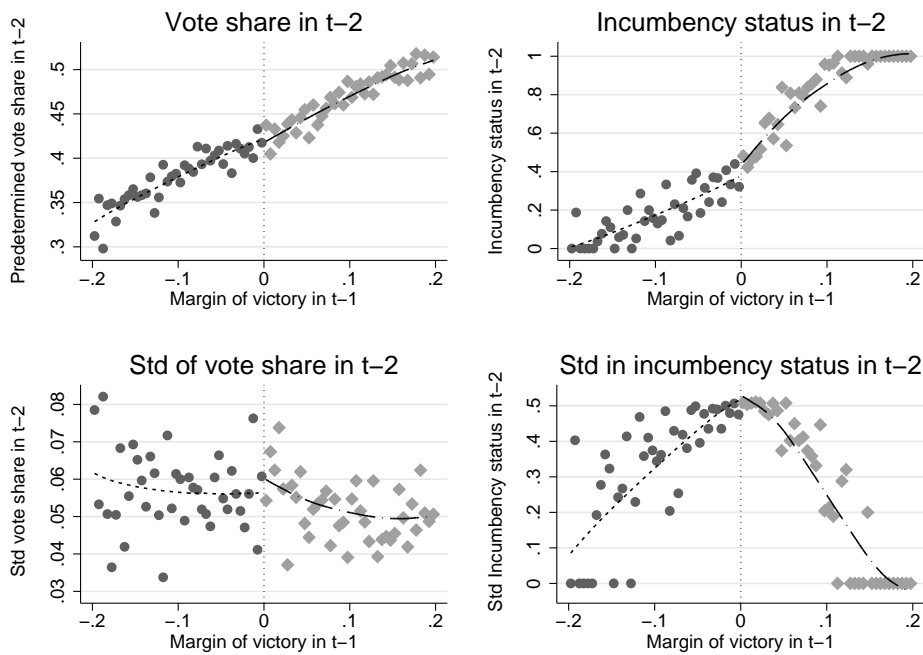 Vote share in t−2
Predetermined vote share in t−2
.5
.45
.4
.35
.3
−.2 −.1 0 .1 .2
Margin of victory in t−1
Incumbency status in t−2
Incumbency status in t−2
1
.8
.6
.4
.2
0
−.2 −.1 0 .1 .2
Margin of victory in t−1
Std of vote share in t−2
Std vote share in t−2
.08
.07
.06
.05
.04
.03
−.2 −.1 0 .1 .2
Margin of victory in t−1
Std in incumbency status in t−2
Std Incumbency status in t−2
.5
.4
.3
.2
.1
0
−.2 −.1 0 .1 .2
Margin of victory in t−1